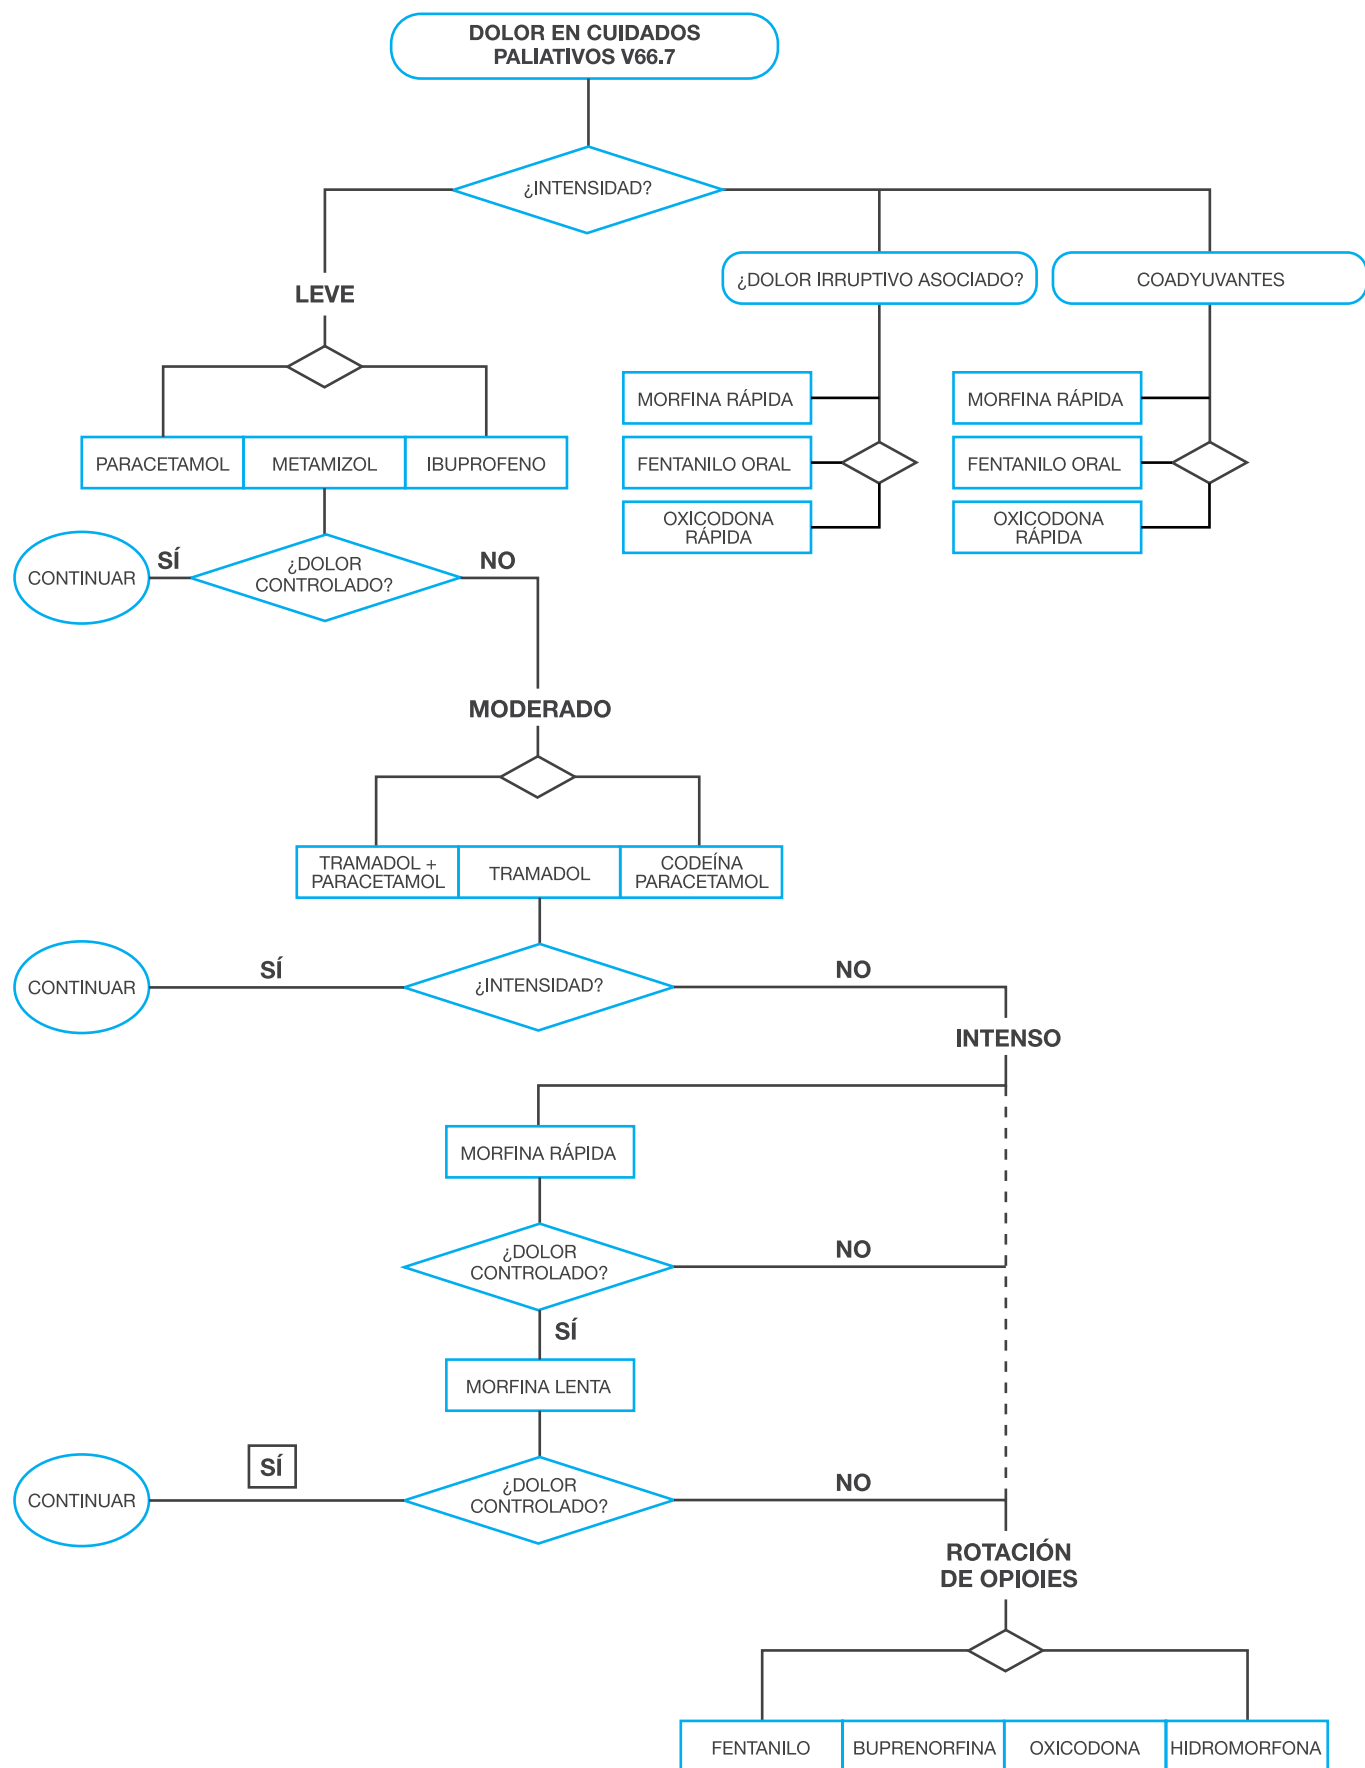 DOLOR EN CUIDADOS
PALIATIVOS V66.7
¿INTENSIDAD?
¿DOLOR IRRUPTIVO ASOCIADO?
COADYUVANTES
LEVE
MORFINA RÁPIDA
MORFINA RÁPIDA
PARACETAMOL
METAMIZOL
IBUPROFENO
FENTANILO ORAL
FENTANILO ORAL
OXICODONA
RÁPIDA
OXICODONA
RÁPIDA
CONTINUAR
SÍ
¿DOLOR
CONTROLADO?
NO
MODERADO
TRAMADOL +
PARACETAMOL
TRAMADOL
CODEÍNA
PARACETAMOL
CONTINUAR
SÍ
¿INTENSIDAD?
NO
INTENSO
MORFINA RÁPIDA
¿DOLOR
CONTROLADO?
NO
SÍ
MORFINA LENTA
CONTINUAR
SÍ
¿DOLOR
CONTROLADO?
NO
ROTACIÓN
DE OPIOIES
FENTANILO
BUPRENORFINA
OXICODONA
HIDROMORFONA